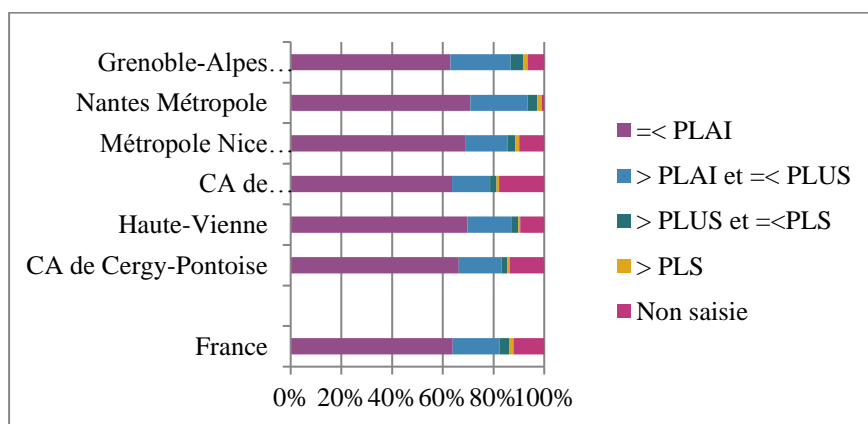 Grenoble-Alpes…
Nantes Métropole
Métropole Nice…
CA de…
Haute-Vienne
CA de Cergy-Pontoise
France
0% 20% 40% 60% 80% 100%
=< PLAI
> PLAI et =< PLUS
> PLUS et =<PLS
> PLS
Non saisie